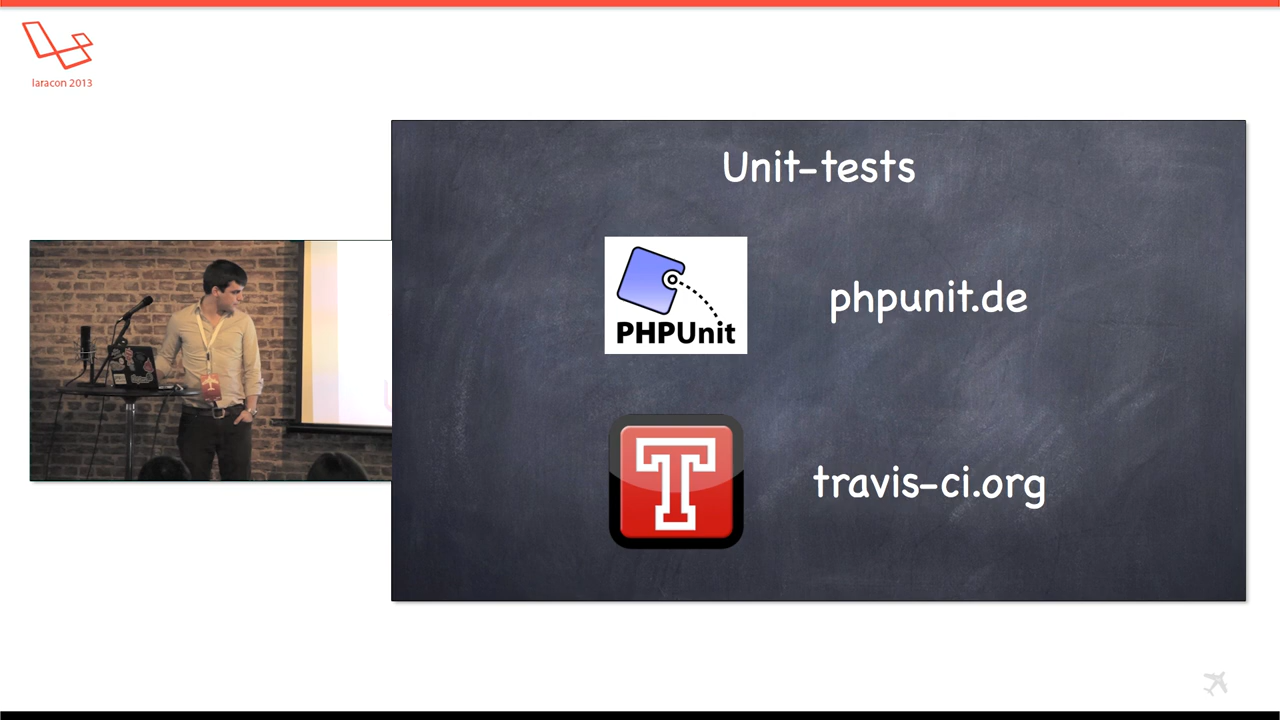 laracon 2013
Unit-tests
PHPUnit
phpunit.de
T
travis-ci.org